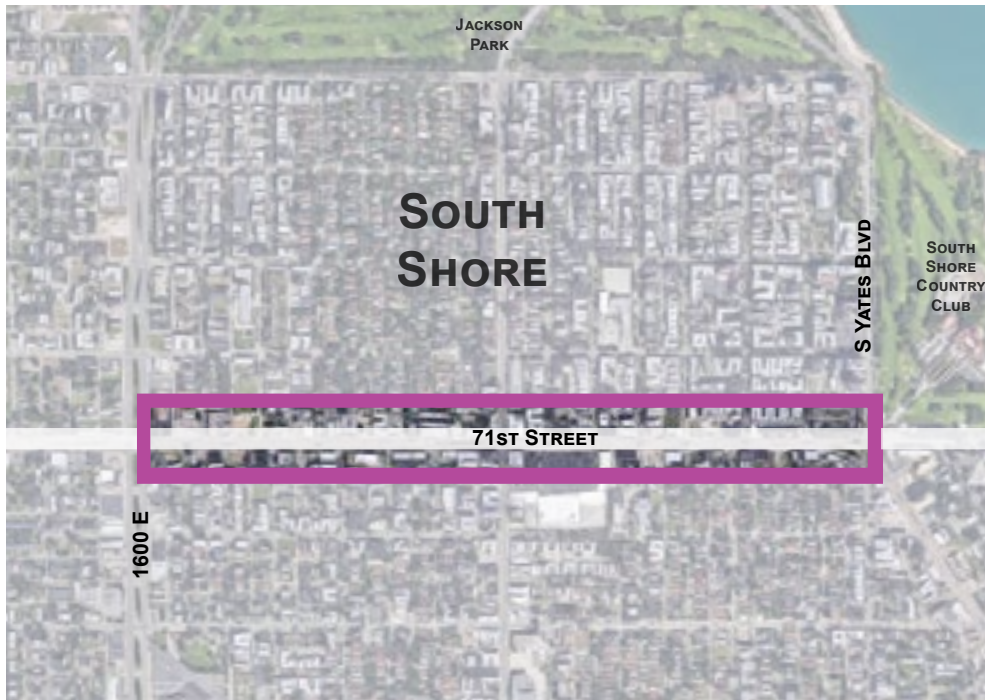 Jackson
Park
South
Shore
S Yates Blvd
South
Shore
Country
Club
71st Street
1600 E